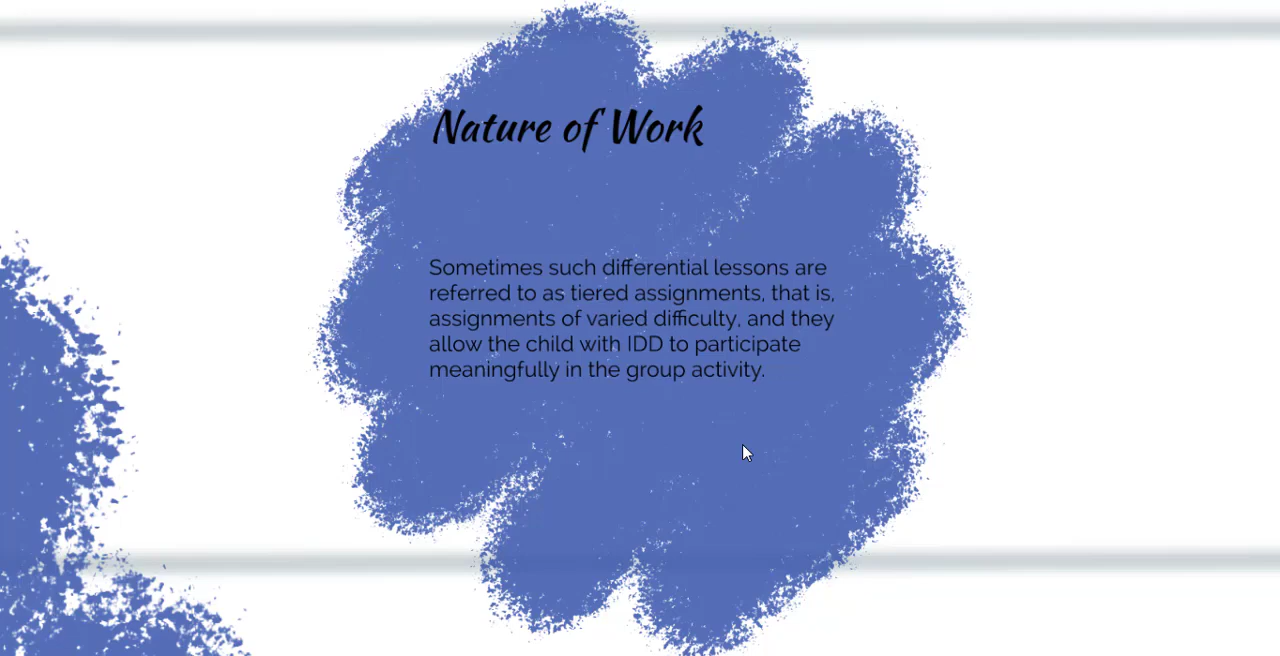 Nature of Work
Sometimes such differential lessons are
referred to as tiered assignments, that is,
assignments of varied difficulty, and they
allow the child with IDD to participate
meaningfully in the group activity.